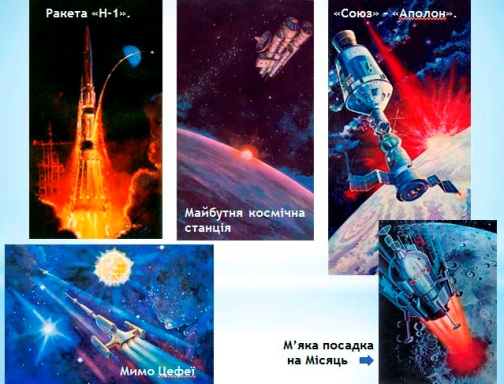 Ракета «Н-1».
«Союз» – «Аполон».
Майбутня космічна
станція
Мимо Цефеї
М’яка посадка
на Місяць